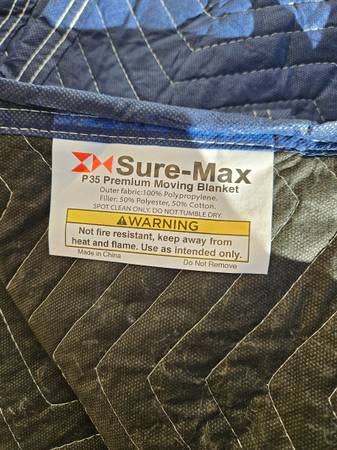 Sure-Max
P35 Premium Moving Blanket
Outer fabric:100% Polypropylene.
Filler: 50% Polyester, 50% Cotton.
SPOT CLEAN ONLY. DO NOT TUMBLE DRY.
⚠WARNING
Not fire resistant, keep away from
heat and flame. Use as intended only.
Made in China Do Not Remove